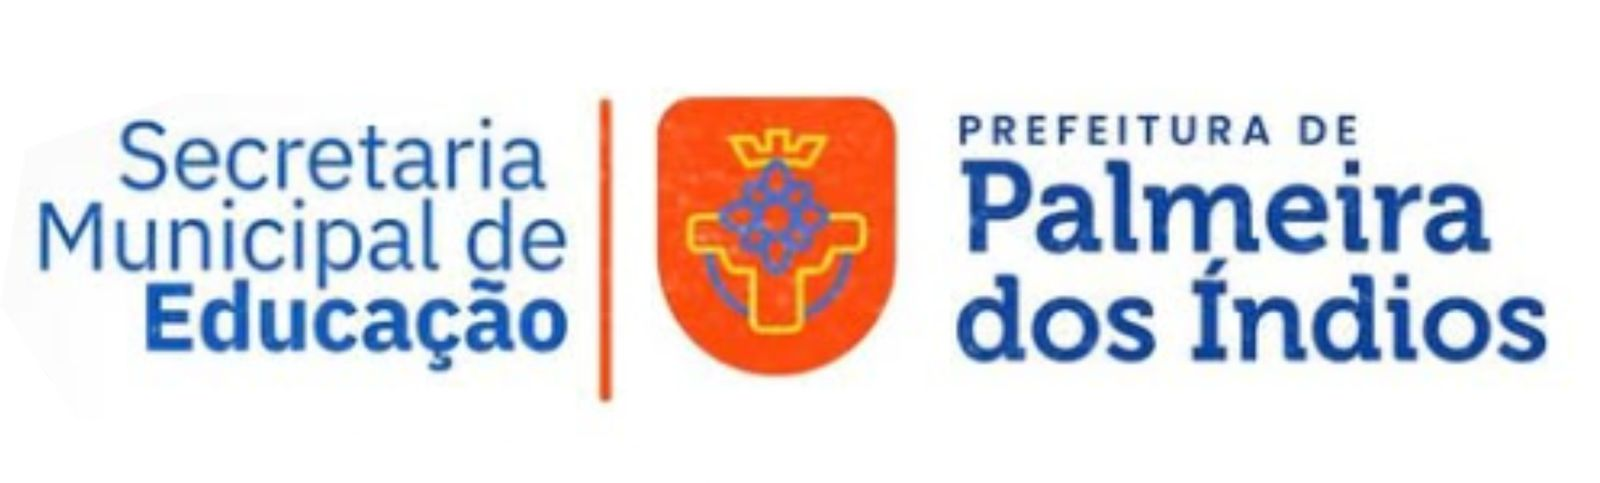 Secretaria
Municipal de
Educação
PREFEITURA DE
Palmeira
dos Índios